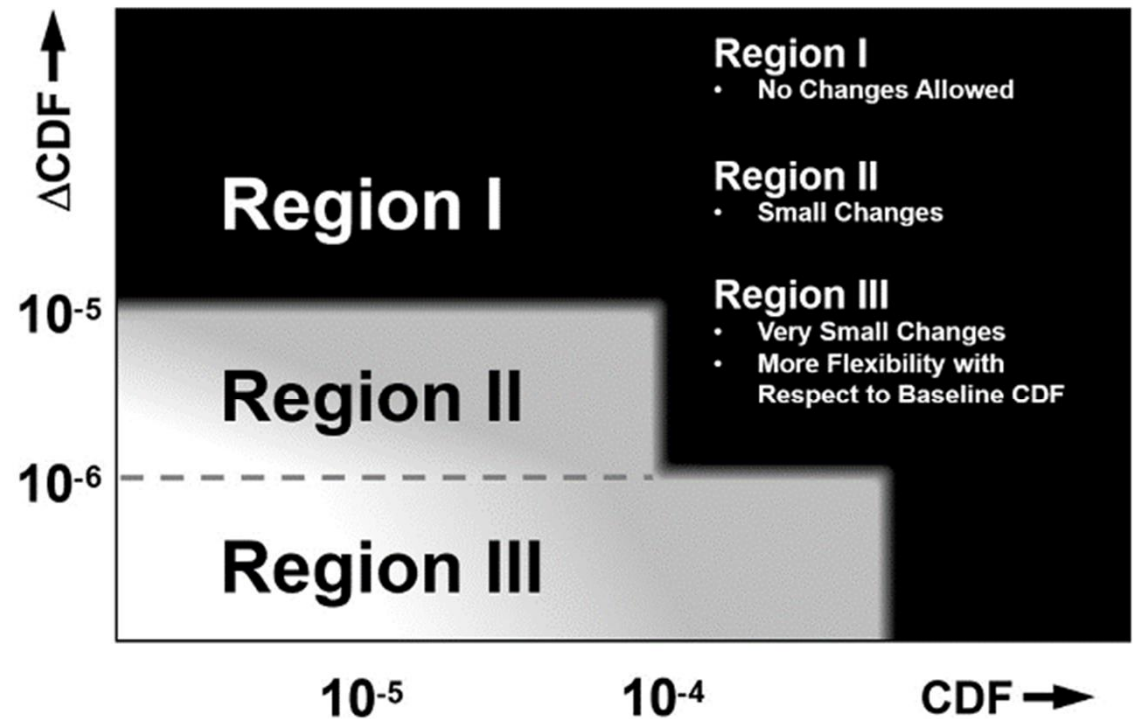 ΔCDF →
Region I
• No Changes Allowed
Region II
• Small Changes
Region III
• Very Small Changes
• More Flexibility with
Respect to Baseline CDF
Region I
10-5
Region II
10-6
Region III
10-5
10-4
CDF →